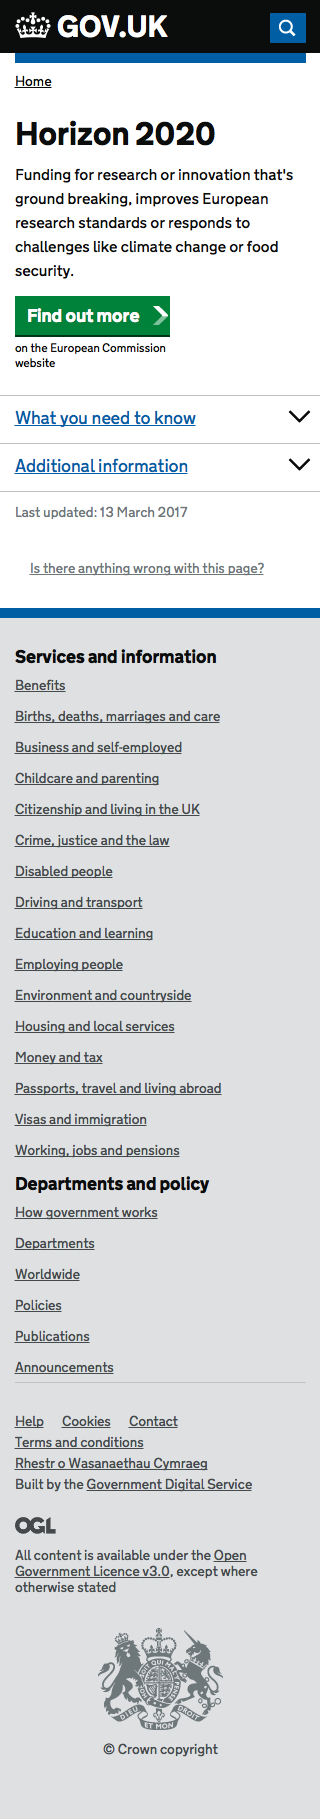 GOV.UK
Home
Horizon 2020
Funding for research or innovation that's
ground breaking, improves European
research standards or responds to
challenges like climate change or food
security.
Find out more
on the European Commission
website
What you need to know
Additional information
Last updated: 13 March 2017
Is there anything wrong with this page?
Services and information
Benefits
Births, deaths, marriages and care
Business and self-employed
Childcare and parenting
Citizenship and living in the UK
Crime, justice and the law
Disabled people
Driving and transport
Education and learning
Employing people
Environment and countryside
Housing and local services
Money and tax
Passports, travel and living abroad
Visas and immigration
Working, jobs and pensions
Departments and policy
How government works
Departments
Worldwide
Policies
Publications
Announcements
Help Cookies Contact
Terms and conditions
Rhestr o Wasanaethau Cymraeg
Built by the Government Digital Service
OGL
All content is available under the Open
Government Licence v3.0, except where
otherwise stated
DIEU ET MON DROIT
© Crown copyright